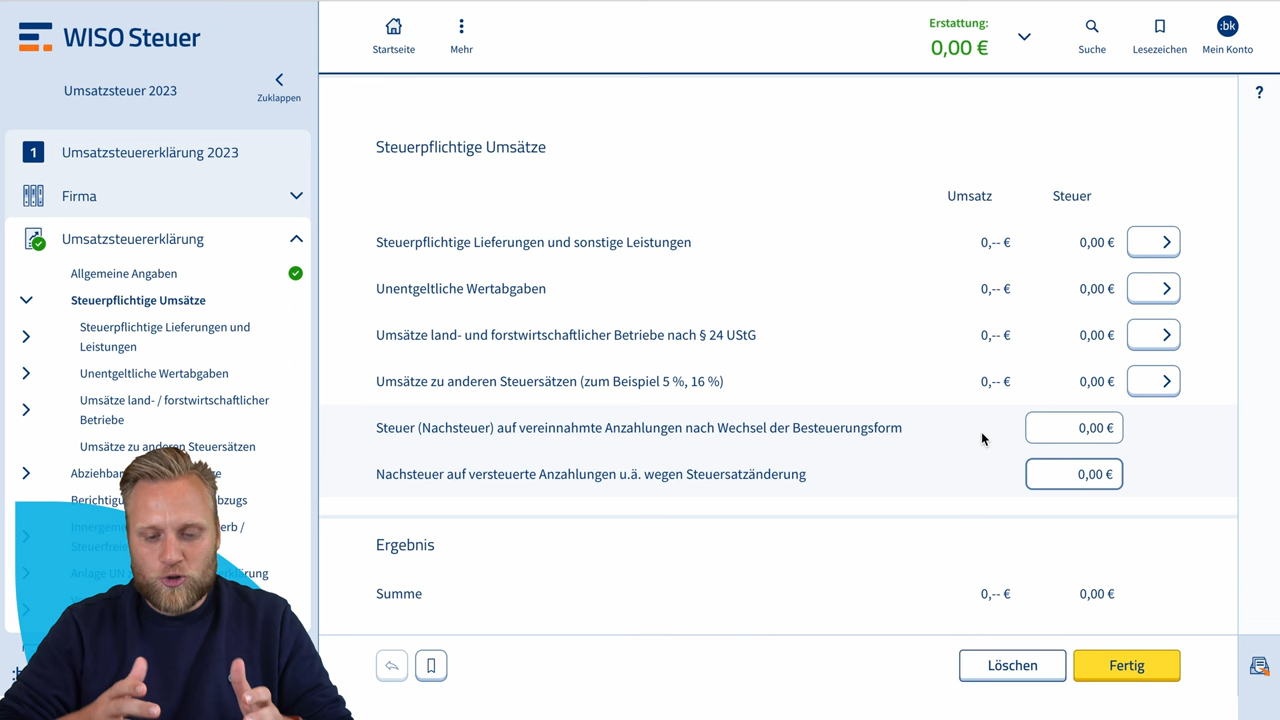 WISO Steuer
Umsatzsteuer 2023
Zuklappen
1 Umsatzsteuererklärung 2023
Firma
Umsatzsteuererklärung
Allgemeine Angaben
Steuerpflichtige Umsätze
Steuerpflichtige Lieferungen und
Leistungen
Unentgeltliche Wertabgaben
Umsätze land- / forstwirtschaftlicher
Betriebe
Umsätze zu anderen Steuersätzen
Startseite
Mehr
Erstattung:
0,00 €
Suche
Lesezeichen
:bk
Mein Konto
?
Steuerpflichtige Umsätze
Umsatz Steuer
Steuerpflichtige Lieferungen und sonstige Leistungen 0,-- € 0,00 €
Unentgeltliche Wertabgaben 0,-- € 0,00 €
Umsätze land- und forstwirtschaftlicher Betriebe nach § 24 UStG 0,-- € 0,00 €
Umsätze zu anderen Steuersätzen (zum Beispiel 5 %, 16 %) 0,-- € 0,00 €
Steuer (Nachsteuer) auf vereinnahmte Anzahlungen nach Wechsel der Besteuerungsform 0,00 €
Nachsteuer auf versteuerte Anzahlungen u.ä. wegen Steuersatzänderung 0,00 €
Ergebnis
Summe 0,-- € 0,00 €
Löschen
Fertig